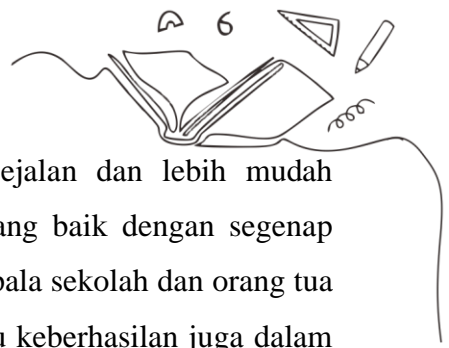 6
ejalan dan lebih mudah
ang baik dengan segenap
pala sekolah dan orang tua
u keberhasilan juga dalam